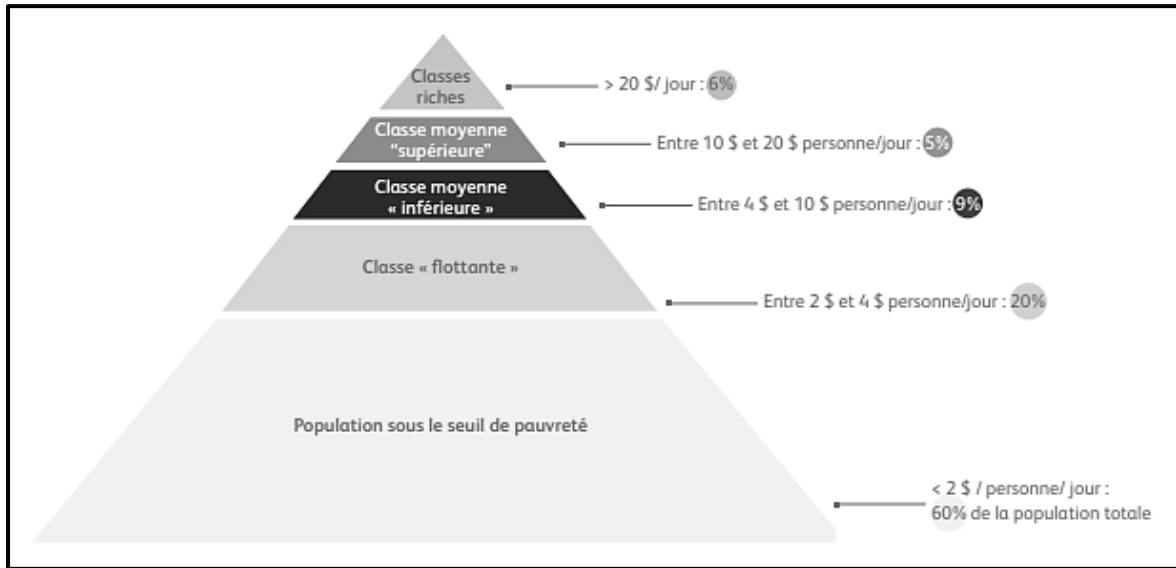 Classes
riches
> 20 $/ jour : 6%
Classe moyenne
"supérieure"
Entre 10 $ et 20 $ personne/jour : 5%
Classe moyenne
« inférieure »
Entre 4 $ et 10 $ personne/jour : 9%
Classe « flottante »
Entre 2 $ et 4 $ personne/jour : 20%
Population sous le seuil de pauvreté
< 2 $ / personne/ jour :
60% de la population totale